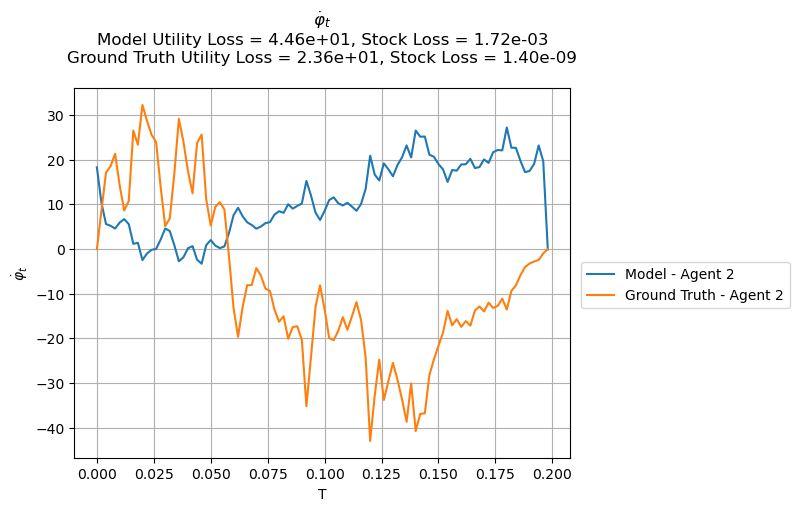 φ̇_t
Model Utility Loss = 4.46e+01, Stock Loss = 1.72e-03
Ground Truth Utility Loss = 2.36e+01, Stock Loss = 1.40e-09
30
20
10
0
−10
−20
−30
−40
φ̇_t
0.000 0.025 0.050 0.075 0.100 0.125 0.150 0.175 0.200
T
Model - Agent 2
Ground Truth - Agent 2